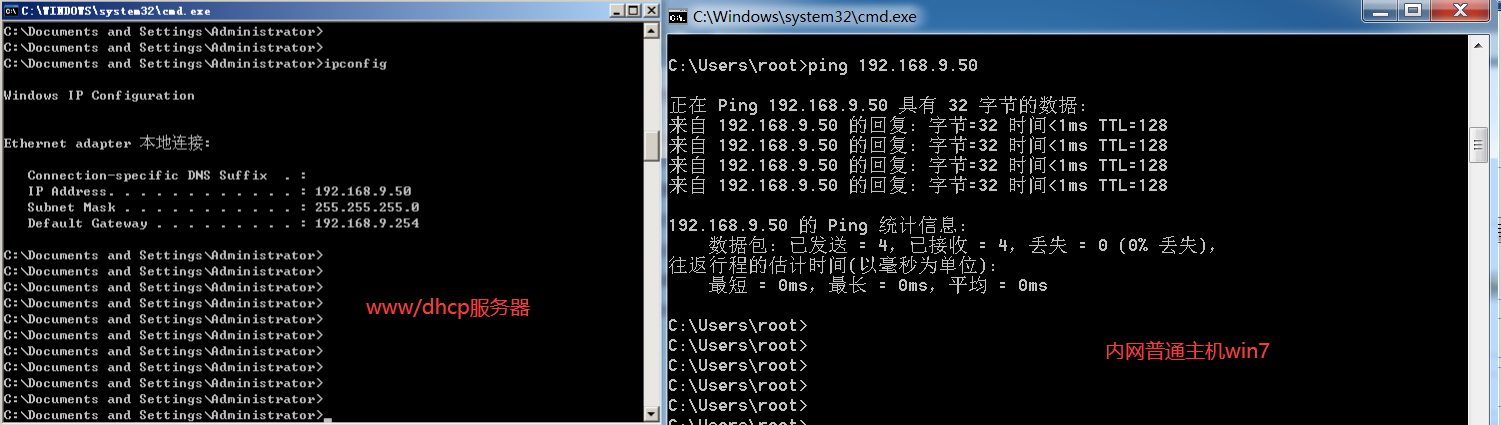 C:\WINDOWS\system32\cmd.exe
C:\Documents and Settings\Administrator>
C:\Documents and Settings\Administrator>
C:\Documents and Settings\Administrator>ipconfig
Windows IP Configuration
Ethernet adapter 本地连接:
Connection-specific DNS Suffix . :
IP Address. . . . . . . . . . . . : 192.168.9.50
Subnet Mask . . . . . . . . . . . : 255.255.255.0
Default Gateway . . . . . . . . . : 192.168.9.254
C:\Documents and Settings\Administrator>
C:\Documents and Settings\Administrator>
C:\Documents and Settings\Administrator>
C:\Documents and Settings\Administrator>
C:\Documents and Settings\Administrator>
C:\Documents and Settings\Administrator>
C:\Documents and Settings\Administrator>
C:\Documents and Settings\Administrator>
C:\Documents and Settings\Administrator>
C:\Documents and Settings\Administrator>
C:\Documents and Settings\Administrator>_
www/dhcp服务器
C:\Windows\system32\cmd.exe
C:\Users\root>ping 192.168.9.50
正在 Ping 192.168.9.50 具有 32 字节的数据:
来自 192.168.9.50 的回复: 字节=32 时间<1ms TTL=128
来自 192.168.9.50 的回复: 字节=32 时间<1ms TTL=128
来自 192.168.9.50 的回复: 字节=32 时间<1ms TTL=128
来自 192.168.9.50 的回复: 字节=32 时间<1ms TTL=128
192.168.9.50 的 Ping 统计信息:
数据包: 已发送 = 4, 已接收 = 4, 丢失 = 0 (0% 丢失),
往返行程的估计时间(以毫秒为单位):
最短 = 0ms, 最长 = 0ms, 平均 = 0ms
C:\Users\root>
C:\Users\root>
C:\Users\root>
C:\Users\root>
C:\Users\root>
C:\Users\root>
内网普通主机win7